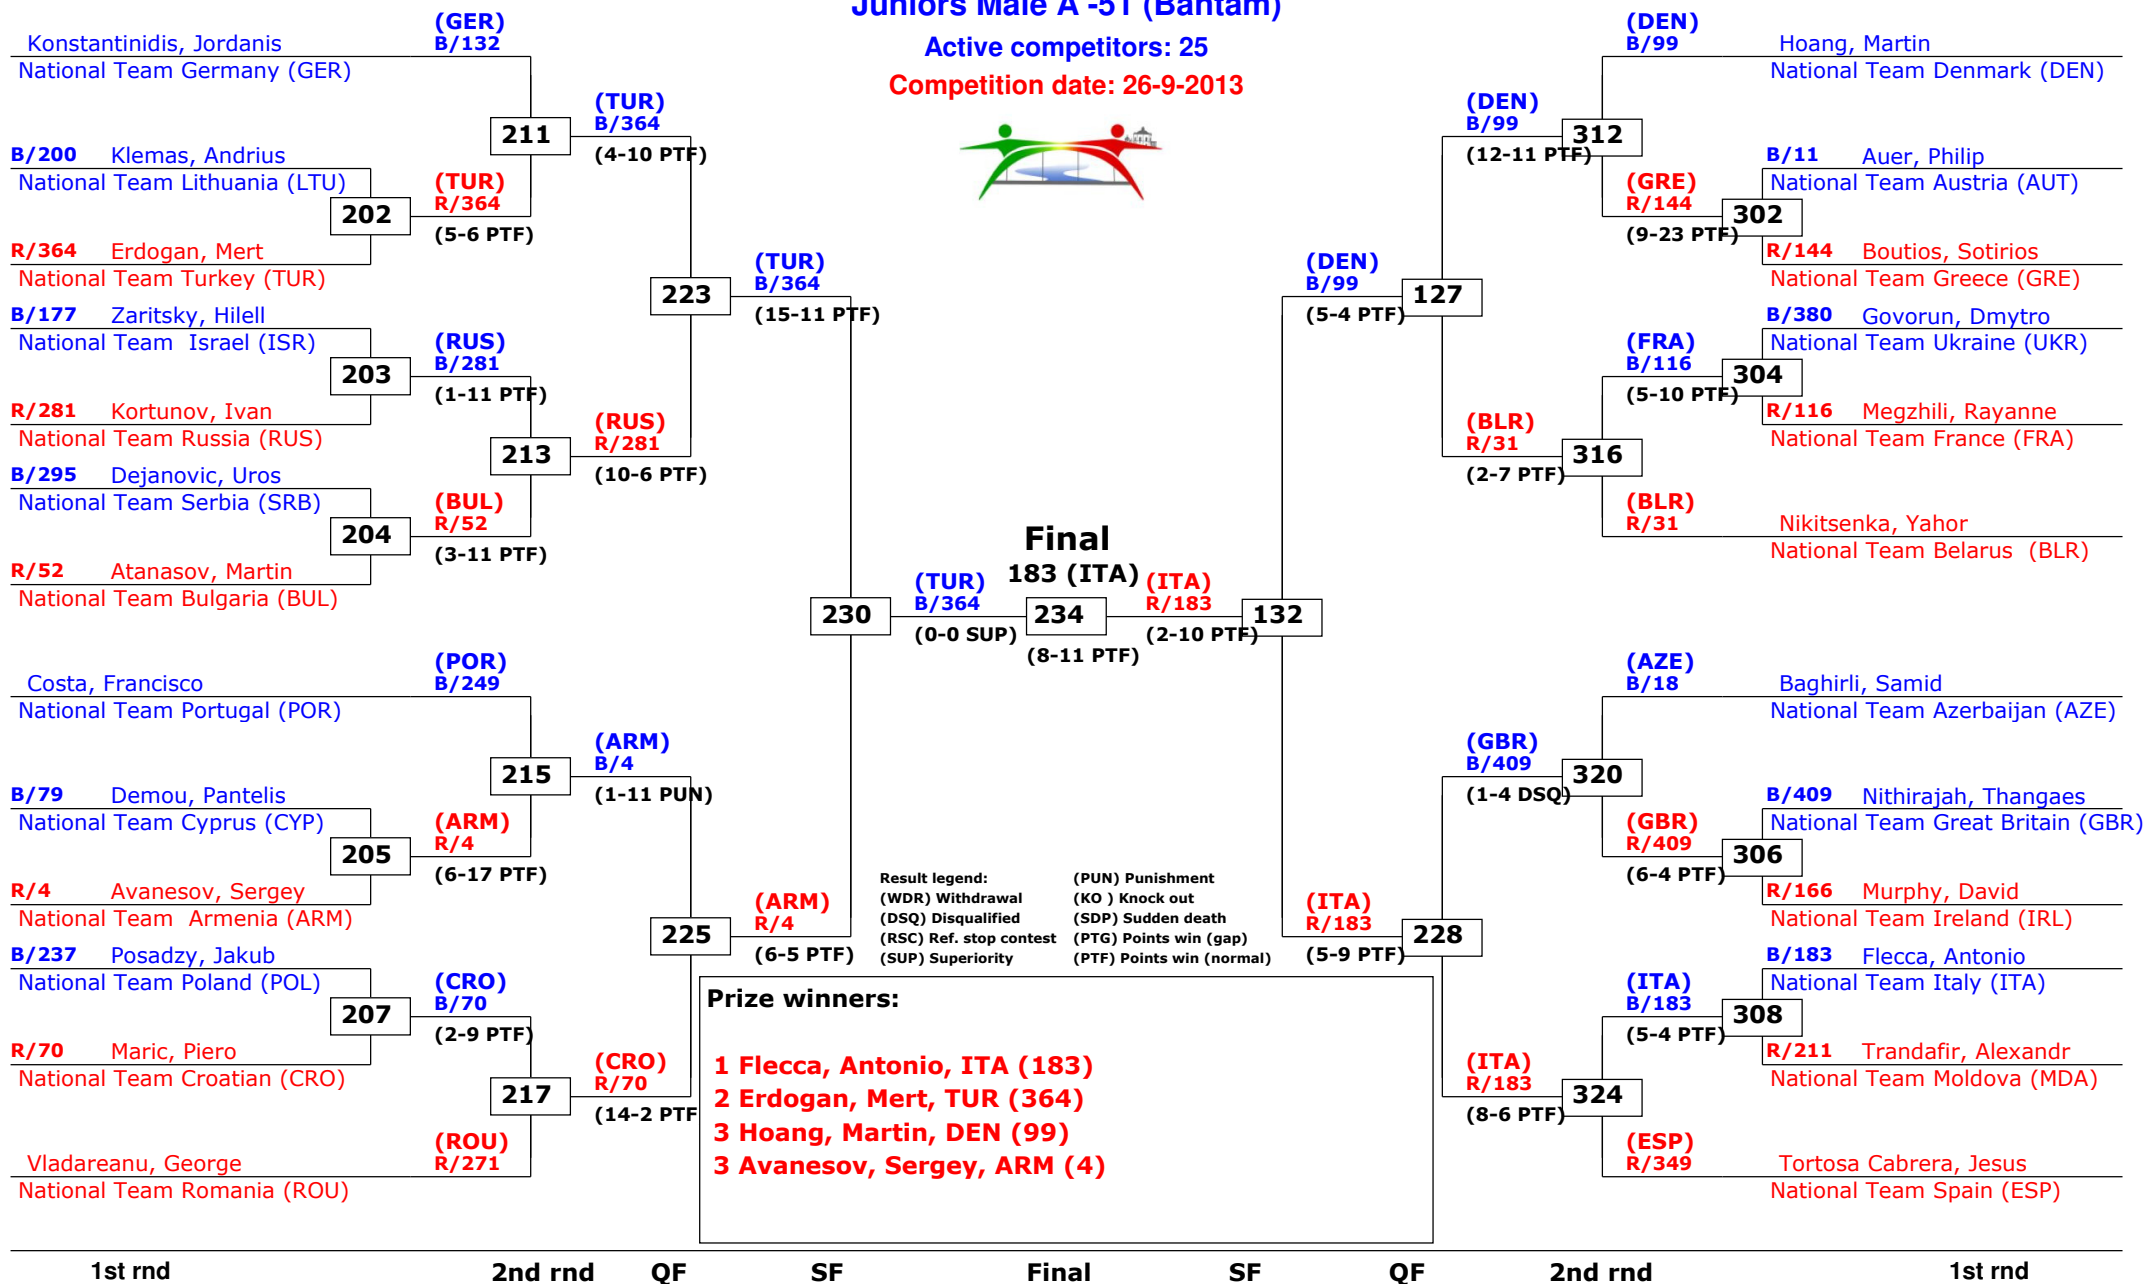 Juniors Male A -51 (Bantam)
Active competitors: 25
Competition date: 26-9-2013
Konstantinidis, Jordanis
National Team Germany (GER)
(GER)
B/132
B/200 Klemas, Andrius
National Team Lithuania (LTU)
202
R/364 Erdogan, Mert
National Team Turkey (TUR)
(TUR)
R/364
(5-6 PTF)
211
(TUR)
B/364
(4-10 PTF)
B/177 Zaritsky, Hilell
National Team Israel (ISR)
203
R/281 Kortunov, Ivan
National Team Russia (RUS)
(RUS)
B/281
(1-11 PTF)
B/295 Dejanovic, Uros
National Team Serbia (SRB)
204
R/52 Atanasov, Martin
National Team Bulgaria (BUL)
(BUL)
R/52
(3-11 PTF)
213
(RUS)
R/281
(10-6 PTF)
223
(TUR)
B/364
(15-11 PTF)
Costa, Francisco
National Team Portugal (POR)
(POR)
B/249
B/79 Demou, Pantelis
National Team Cyprus (CYP)
205
R/4 Avanesov, Sergey
National Team Armenia (ARM)
(ARM)
R/4
(6-17 PTF)
215
(ARM)
B/4
(1-11 PUN)
B/237 Posadzy, Jakub
National Team Poland (POL)
207
R/70 Maric, Piero
National Team Croatian (CRO)
(CRO)
B/70
(2-9 PTF)
Vladareanu, George
National Team Romania (ROU)
(ROU)
R/271
217
(CRO)
R/70
(14-2 PTF
225
(ARM)
R/4
(6-5 PTF)
230
(TUR)
B/364
(0-0 SUP)
Final
183 (ITA)
234
(8-11 PTF)
(ITA)
R/183
(2-10 PTF)
132
(DEN)
B/99
(5-4 PTF)
127
(DEN)
B/99
(12-11 PTF)
312
(DEN)
B/99
Hoang, Martin
National Team Denmark (DEN)
(GRE)
R/144
(9-23 PTF)
302
B/11 Auer, Philip
National Team Austria (AUT)
R/144 Boutios, Sotirios
National Team Greece (GRE)
(BLR)
R/31
(2-7 PTF)
316
(FRA)
B/116
(5-10 PTF)
304
B/380 Govorun, Dmytro
National Team Ukraine (UKR)
R/116 Megzhili, Rayanne
National Team France (FRA)
(BLR)
R/31
Nikitsenka, Yahor
National Team Belarus (BLR)
(ITA)
R/183
(5-9 PTF)
228
(GBR)
B/409
(1-4 DSQ)
320
(AZE)
B/18
Baghirli, Samid
National Team Azerbaijan (AZE)
(GBR)
R/409
(6-4 PTF)
306
B/409 Nithirajah, Thangaes
National Team Great Britain (GBR)
R/166 Murphy, David
National Team Ireland (IRL)
(ITA)
R/183
(8-6 PTF)
324
(ITA)
B/183
(5-4 PTF)
308
B/183 Flecca, Antonio
National Team Italy (ITA)
R/211 Trandafir, Alexandr
National Team Moldova (MDA)
(ESP)
R/349
Tortosa Cabrera, Jesus
National Team Spain (ESP)
Result legend: (PUN) Punishment
(WDR) Withdrawal (KO ) Knock out
(DSQ) Disqualified (SDP) Sudden death
(RSC) Ref. stop contest (PTG) Points win (gap)
(SUP) Superiority (PTF) Points win (normal)
Prize winners:
1 Flecca, Antonio, ITA (183)
2 Erdogan, Mert, TUR (364)
3 Hoang, Martin, DEN (99)
3 Avanesov, Sergey, ARM (4)
1st rnd 2nd rnd QF SF Final SF QF 2nd rnd 1st rnd